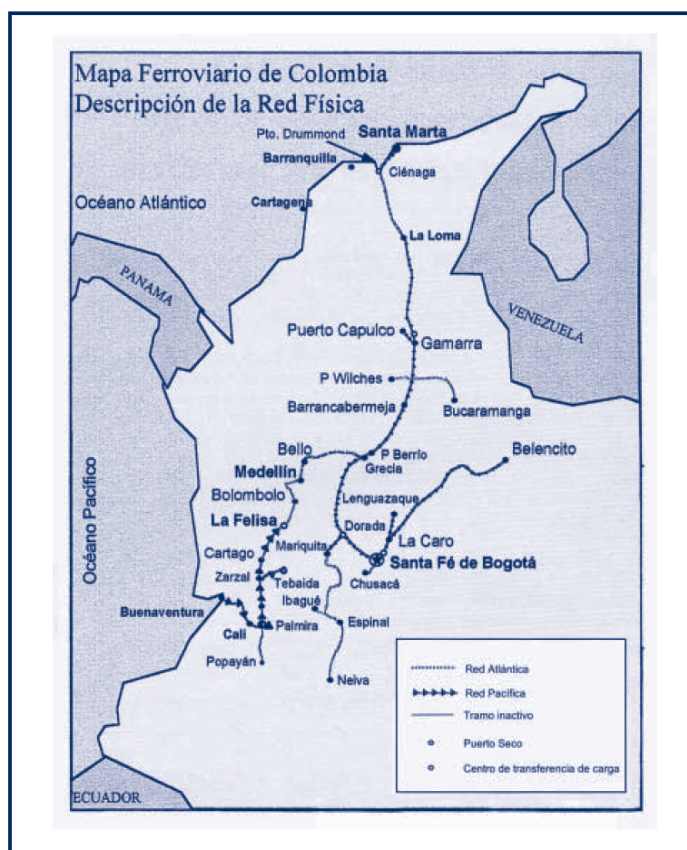 Mapa Ferroviario de Colombia
Descripción de la Red Física
Pto. Drummond
Santa Marta
Barranquilla
Ciénaga
Océano Atlántico
Cartagena
La Loma
PANAMA
VENEZUELA
Puerto Capulco
Gamarra
P Wilches
Barrancabermeja
Bucaramanga
Bello
P Berrío
Grecia
Belencito
Medellín
Océano Pacífico
Bolombolo
Lenguazaque
La Felisa
Dorada
La Caro
Cartago
Mariquita
Santa Fé de Bogotá
Zarzal
Tebaida
Chusacá
Ibagué
Buenaventura
Cali
Palmira
Espinal
Popayán
Neiva
Red Atlántica
Red Pacífica
Tramo inactivo
Puerto Seco
Centro de transferencia de carga
ECUADOR